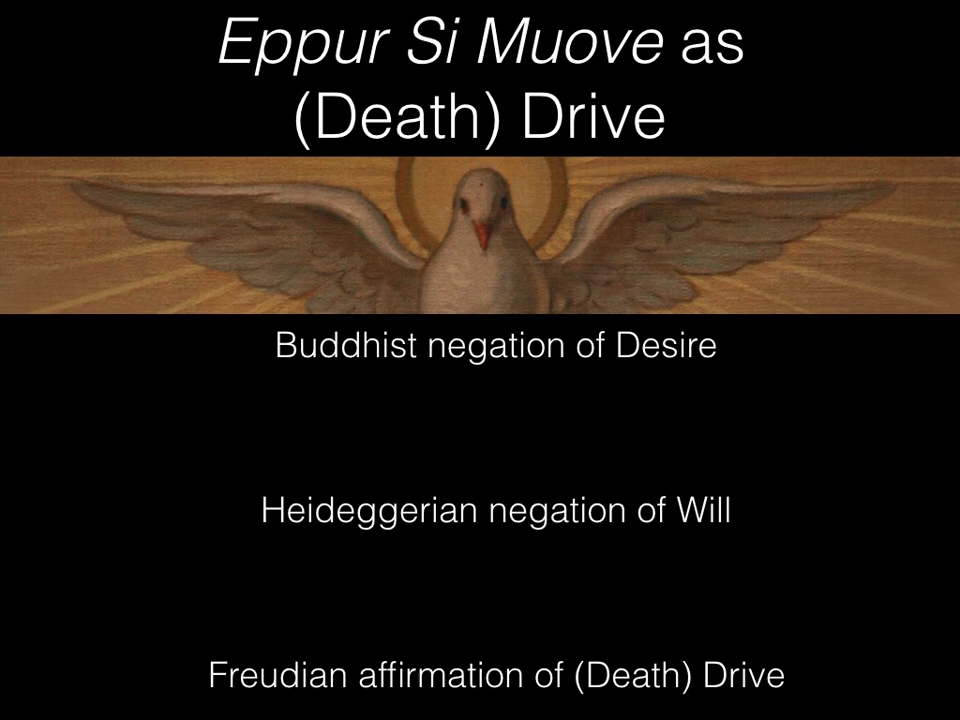 Eppur Si Muove as
(Death) Drive
Buddhist negation of Desire
Heideggerian negation of Will
Freudian affirmation of (Death) Drive